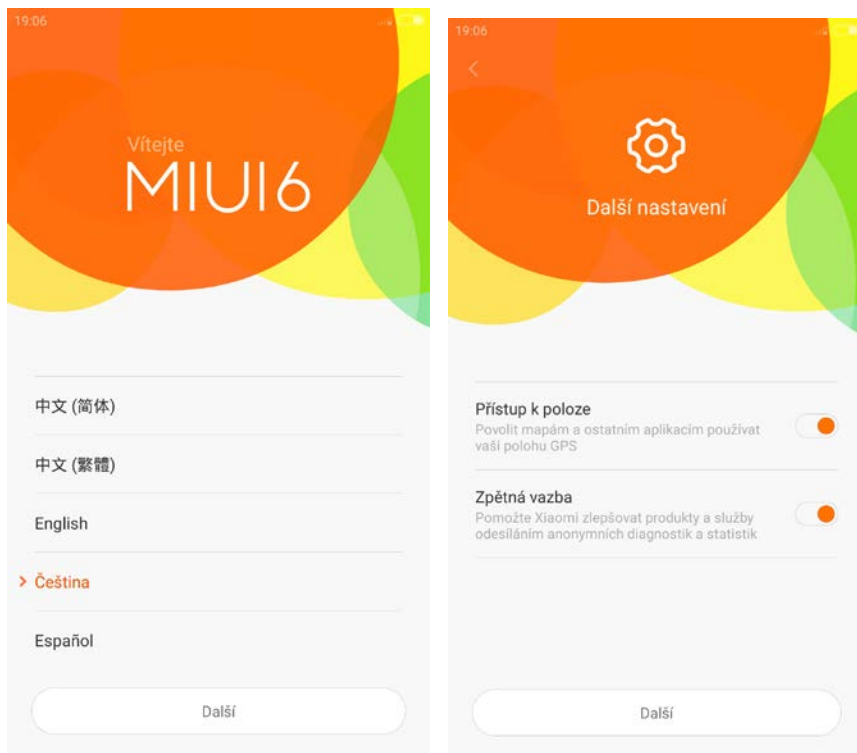 19:06
Vítejte
MIUI6
中文 (简体)
中文 (繁體)
English
Čeština
Español
Další
19:06
Další nastavení
Přístup k poloze
Povolit mapám a ostatním aplikacím používat
vaši polohu GPS
Zpětná vazba
Pomožte Xiaomi zlepšovat produkty a služby
odesíláním anonymních diagnostik a statistik
Další